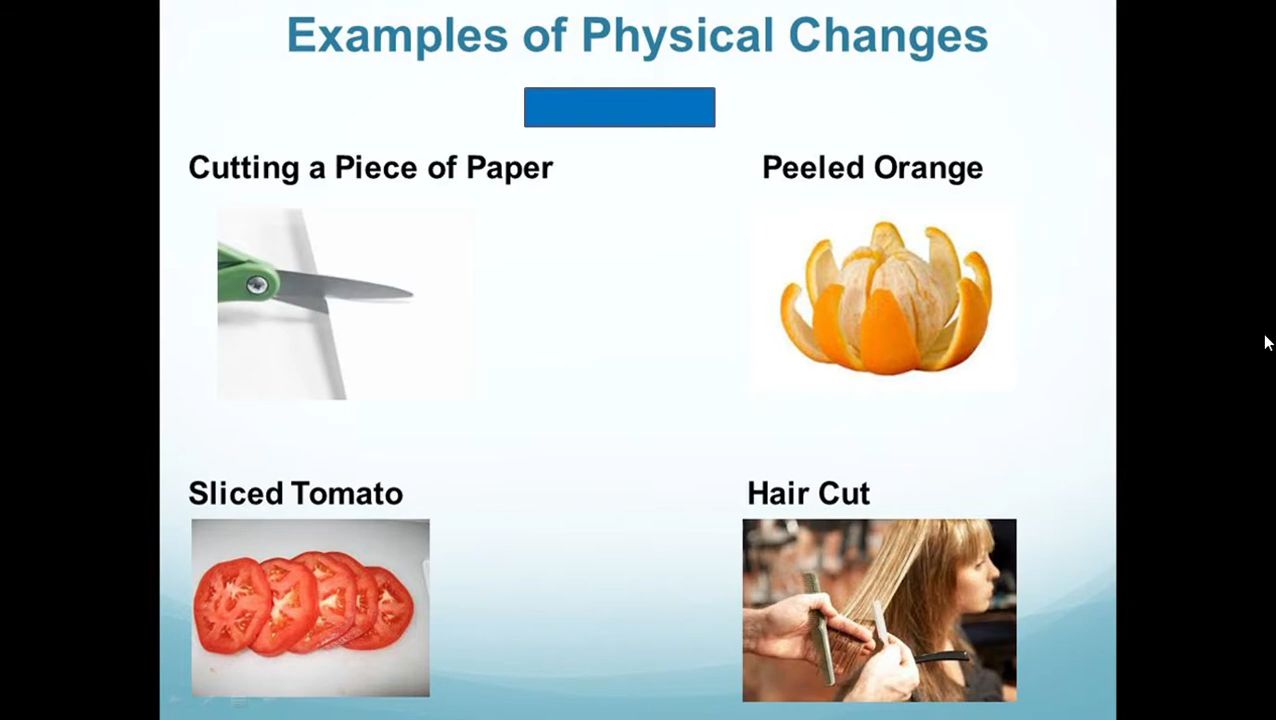 Examples of Physical Changes
Cutting a Piece of Paper
Peeled Orange
Sliced Tomato
Hair Cut